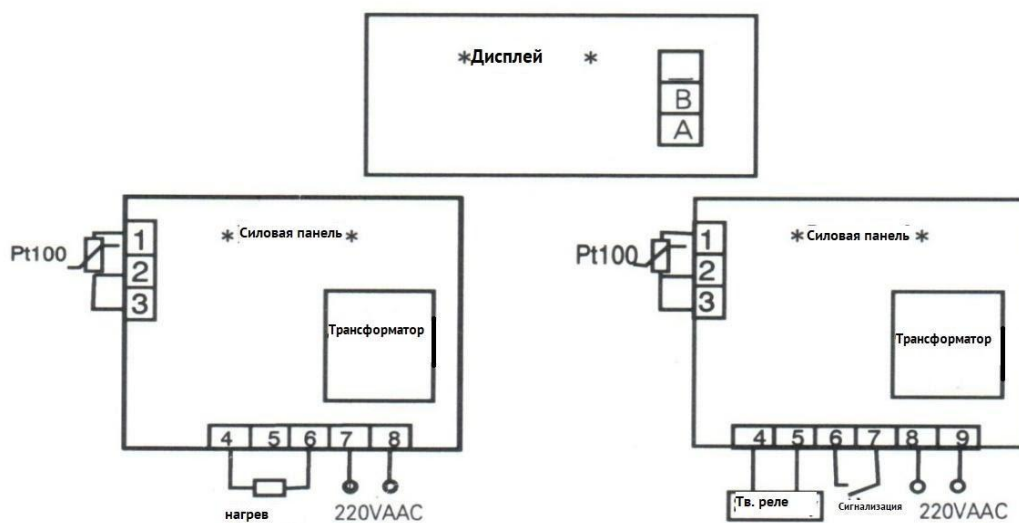 *Дисплей *
B
A
Pt100
1
2
3
* Силовая панель *
Трансформатор
4 5 6 7 8
нагрев
220VAAC
Pt100
1
2
3
* Силовая панель *
Трансформатор
4 5 6 7 8 9
Тв. реле
Сигнализация
220VAAC